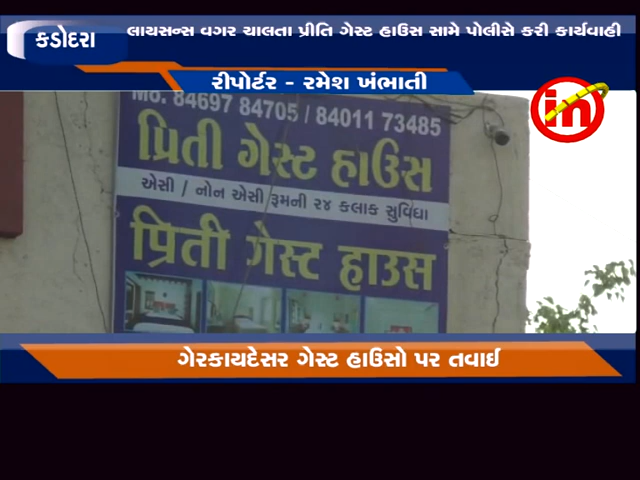 કડોદરા
લાયસન્સ વગર ચાલતા પ્રીતિ ગેસ્ટ હાઉસ સામે પોલીસે કરી કાર્યવાહી
રીપોર્ટર - રમેશ ખંભાતી
in
Mo. 84697 84705 / 84011 73485
પ્રિતી ગેસ્ટ હાઉસ
એસી / નોન એસી રૂમની ૨૪ કલાક સુવિધા
પ્રિતી ગેસ્ટ હાઉસ
ગેરકાયદેસર ગેસ્ટ હાઉસો પર તવાઈ